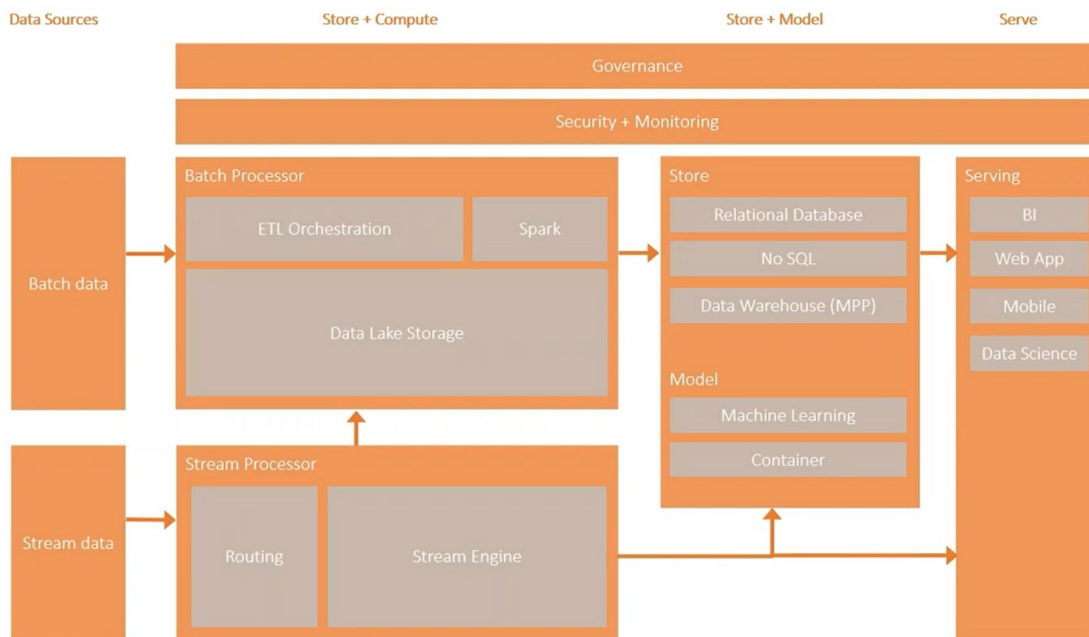 Data Sources
Store + Compute
Store + Model
Serve
Governance
Security + Monitoring
Batch data
Batch Processor
ETL Orchestration
Spark
Data Lake Storage
Store
Relational Database
No SQL
Data Warehouse (MPP)
Model
Machine Learning
Container
Serving
BI
Web App
Mobile
Data Science
Stream data
Stream Processor
Routing
Stream Engine